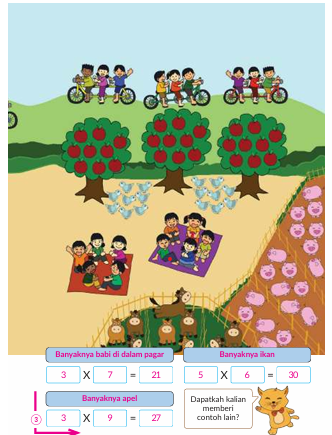 Banyaknya babi di dalam pagar
3 X 7 = 21
Banyaknya ikan
5 X 6 = 30
Banyaknya apel
3
3 X 9 = 27
Dapatkah kalian
memberi
contoh lain?